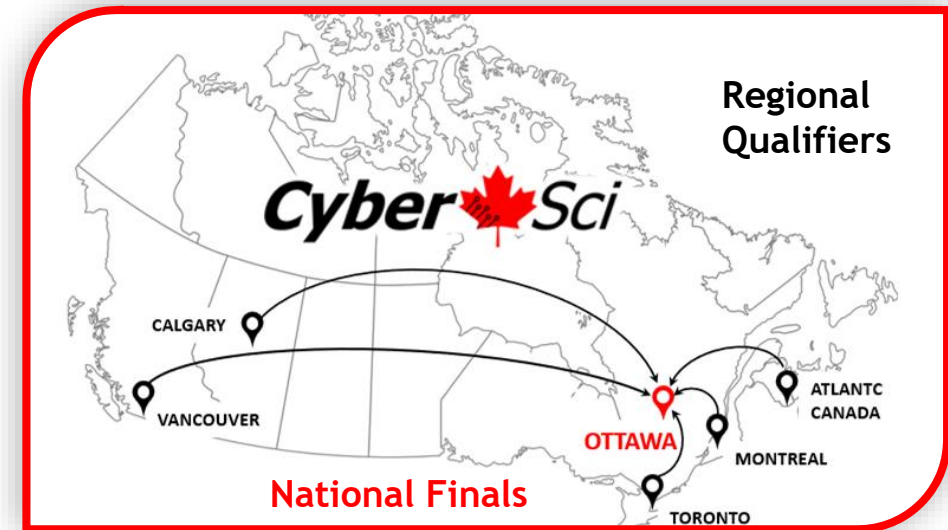 Regional
Qualifiers
Cyber Sci
CALGARY
VANCOUVER
ATLANTC
CANADA
OTTAWA
MONTREAL
National Finals
TORONTO